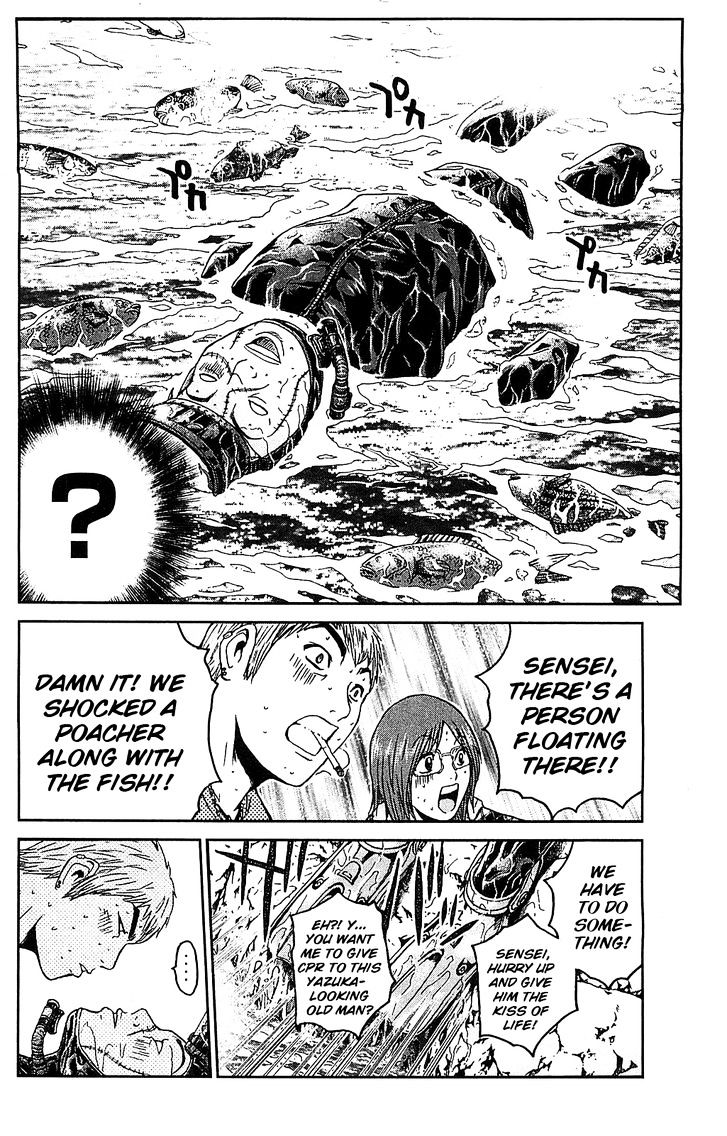 プカ
プカ
プカ
?
SENSEI,
THERE'S A
PERSON
FLOATING
THERE!!
DAMN IT! WE
SHOCKED A
POACHER
ALONG WITH
THE FISH!!
WE
HAVE
TO DO
SOME-
THING!
SENSEI,
HURRY UP
AND GIVE
HIM THE
KISS OF
LIFE!
EH?! Y...
YOU WANT
ME TO GIVE
CPR TO THIS
YAZUKA-
LOOKING
OLD MAN?
....